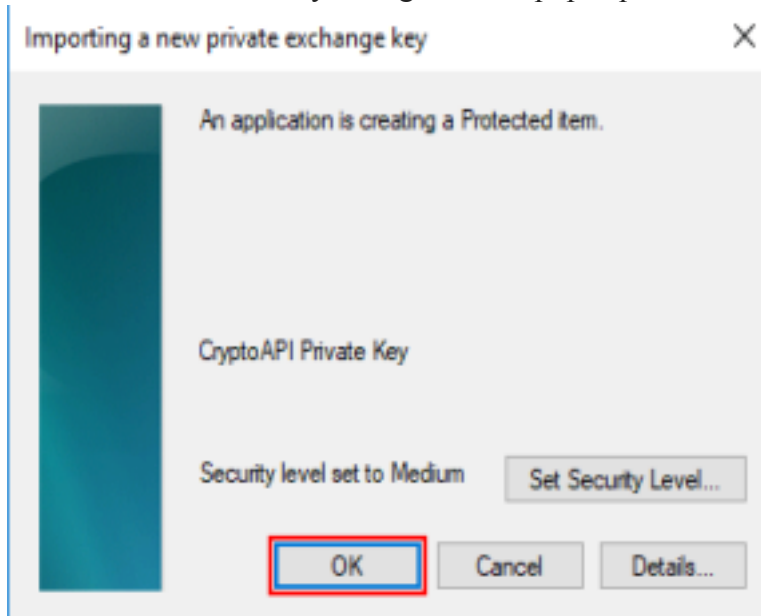 Importing a new private exchange key
An application is creating a Protected item.
CryptoAPI Private Key
Security level set to Medium
Set Security Level...
OK
Cancel
Details...